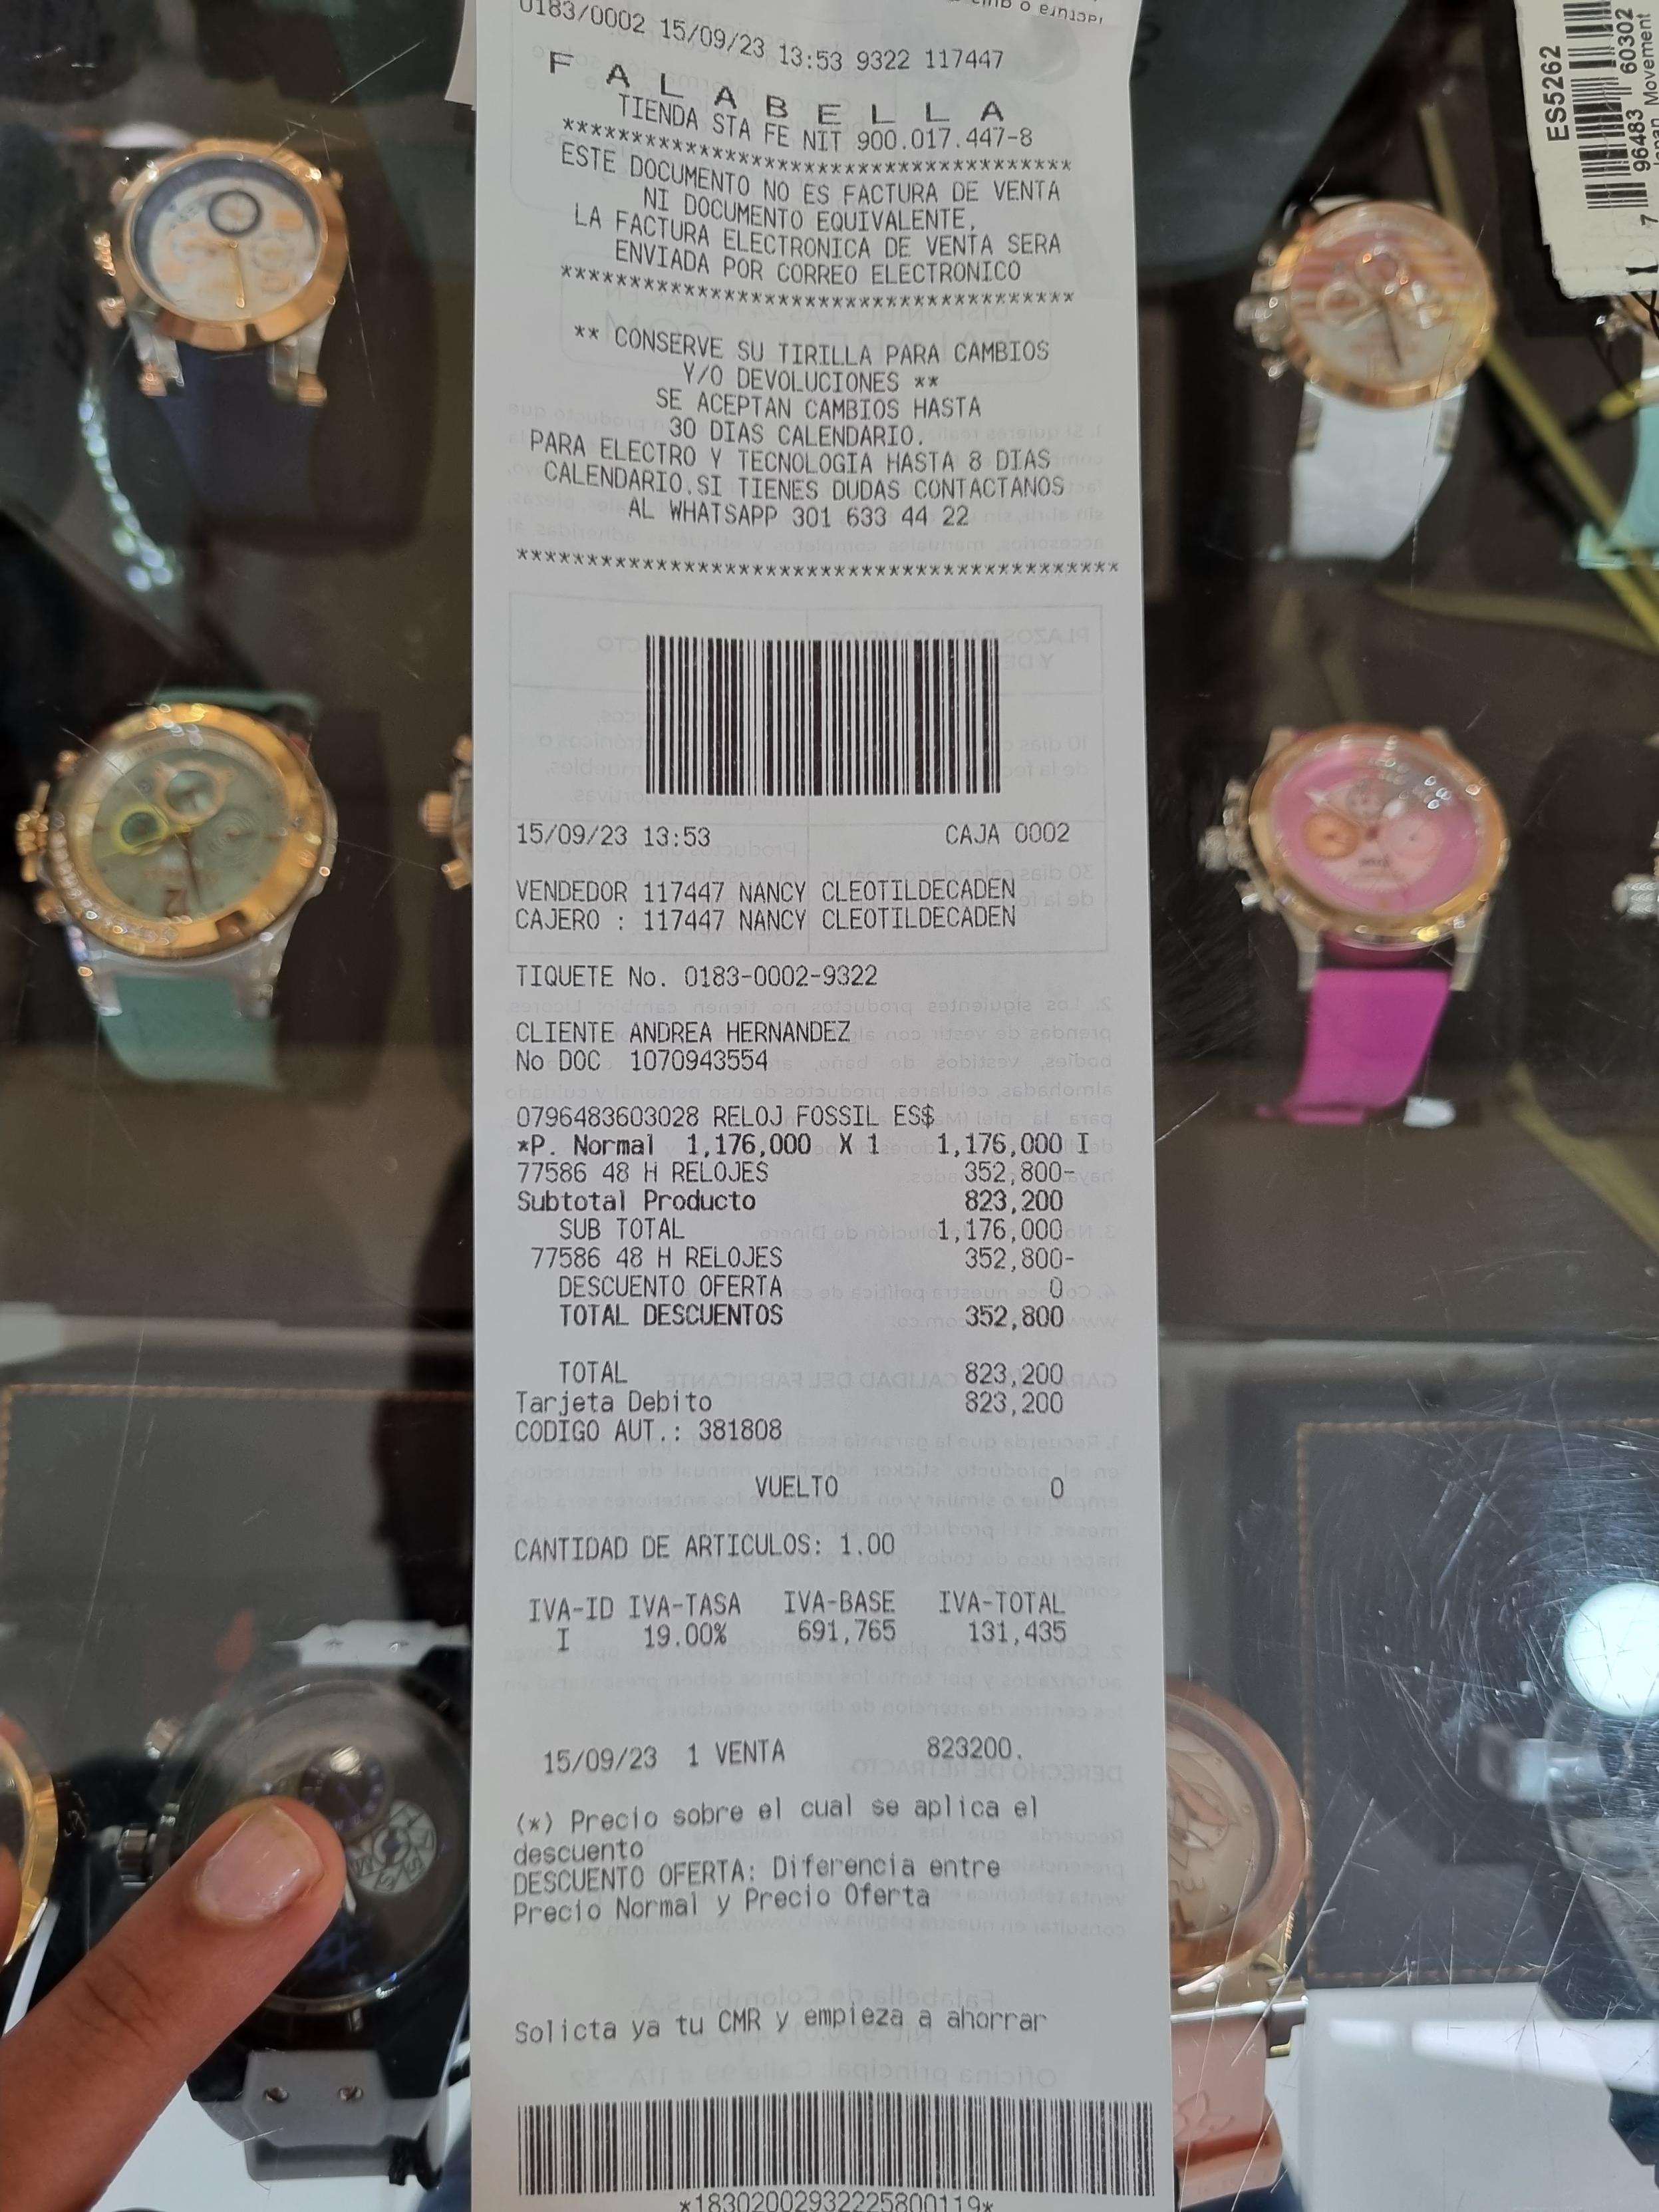 0183/0002 15/09/23 13:53 9322 117447
F A L A B E L L A
TIENDA STA FE NIT 900.017.447-8
****************************************
ESTE DOCUMENTO NO ES FACTURA DE VENTA
NI DOCUMENTO EQUIVALENTE,
LA FACTURA ELECTRONICA DE VENTA SERA
ENVIADA POR CORREO ELECTRONICO
****************************************
** CONSERVE SU TIRILLA PARA CAMBIOS
Y/O DEVOLUCIONES **
SE ACEPTAN CAMBIOS HASTA
30 DIAS CALENDARIO.
PARA ELECTRO Y TECNOLOGIA HASTA 8 DIAS
CALENDARIO.SI TIENES DUDAS CONTACTANOS
AL WHATSAPP 301 633 44 22
********************************************
15/09/23 13:53 CAJA 0002
VENDEDOR 117447 NANCY CLEOTILDECADEN
CAJERO : 117447 NANCY CLEOTILDECADEN
TIQUETE No. 0183-0002-9322
CLIENTE ANDREA HERNANDEZ
No DOC 1070943554
0796483603028 RELOJ FOSSIL ES$
*P. Normal 1,176,000 X 1 1,176,000 I
77586 48 H RELOJES 352,800-
Subtotal Producto 823,200
SUB TOTAL 1,176,000
77586 48 H RELOJES 352,800-
DESCUENTO OFERTA 0
TOTAL DESCUENTOS 352,800
TOTAL 823,200
Tarjeta Debito 823,200
CODIGO AUT.: 381808
VUELTO 0
CANTIDAD DE ARTICULOS: 1.00
IVA-ID IVA-TASA IVA-BASE IVA-TOTAL
I 19.00% 691,765 131,435
15/09/23 1 VENTA 823200.
(*) Precio sobre el cual se aplica el
descuento
DESCUENTO OFERTA: Diferencia entre
Precio Normal y Precio Oferta
Solicta ya tu CMR y empieza a ahorrar
*18302002932225800119*
ES5262
7 96483 60302
Japan Movement